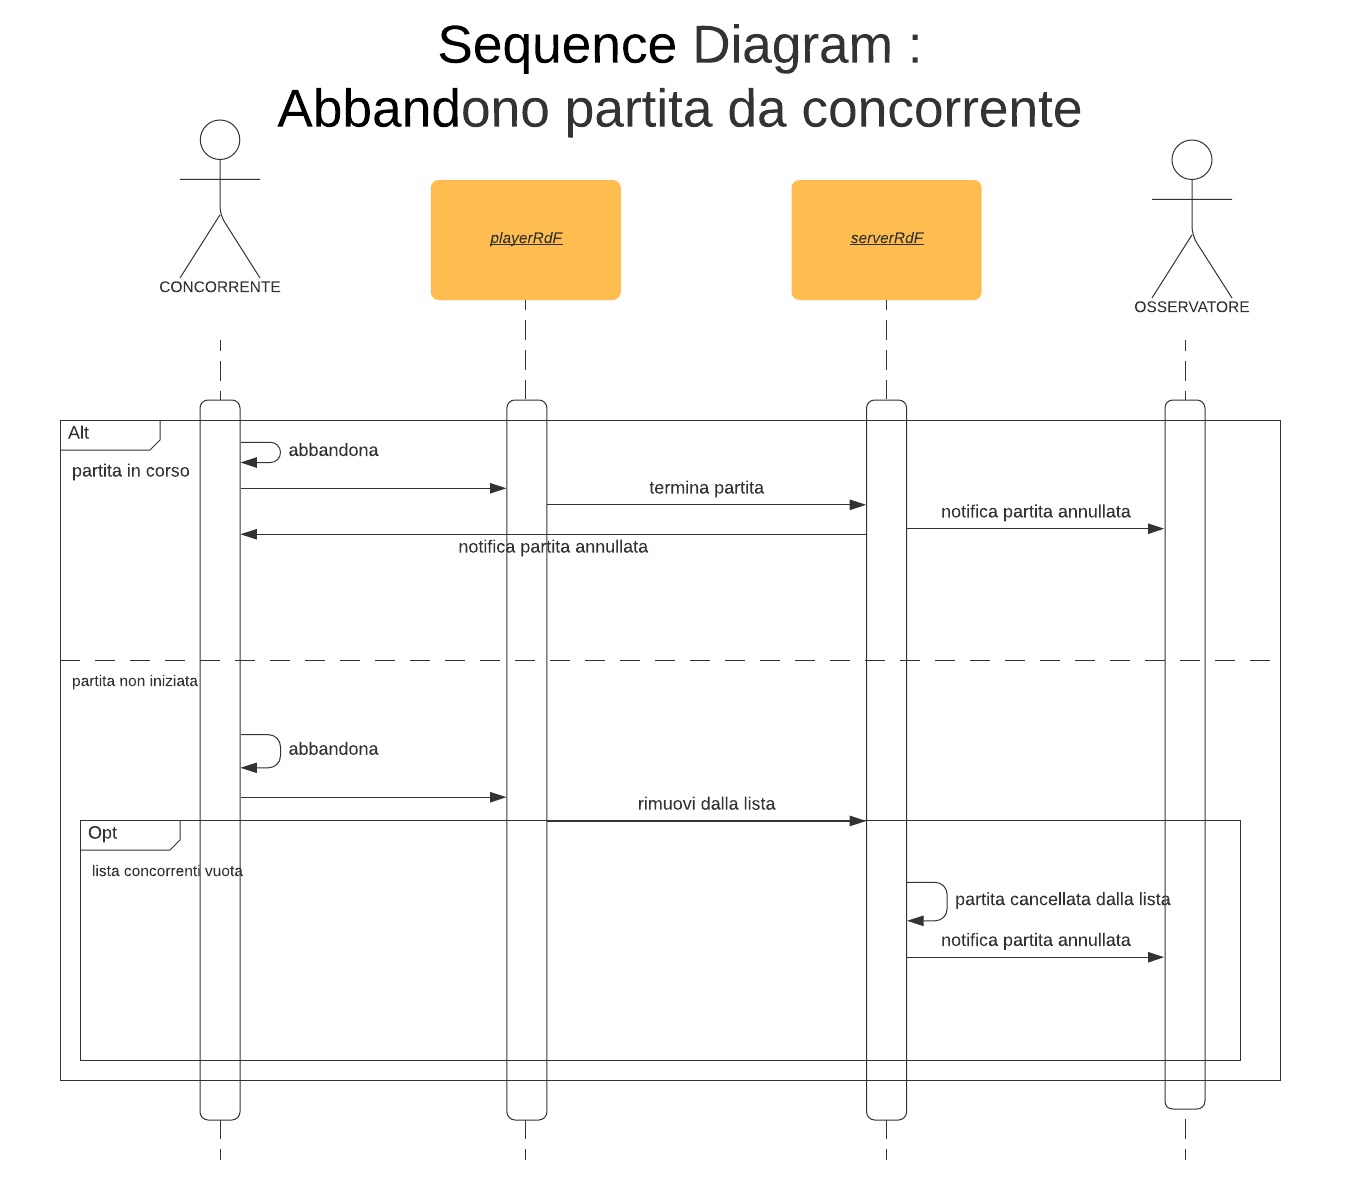 Sequence Diagram :
Abbandono partita da concorrente
CONCORRENTE
playerRdF
serverRdF
OSSERVATORE
Alt
partita in corso
abbandona
termina partita
notifica partita annullata
notifica partita annullata
partita non iniziata
abbandona
rimuovi dalla lista
Opt
lista concorrenti vuota
partita cancellata dalla lista
notifica partita annullata